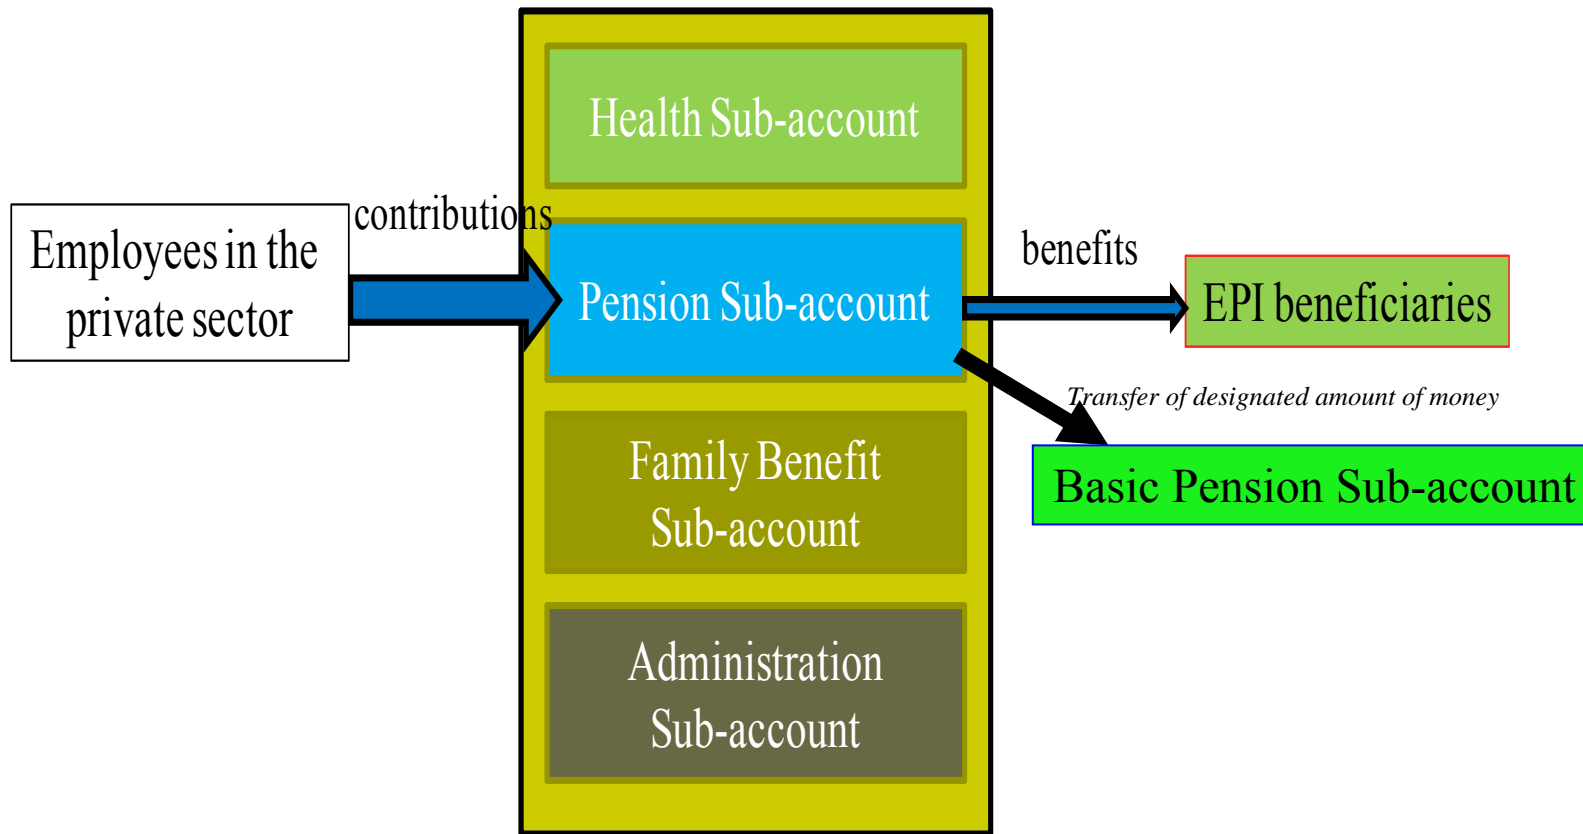 Health Sub-account
contributions
Employees in the
private sector
Pension Sub-account
benefits
EPI beneficiaries
Transfer of designated amount of money
Basic Pension Sub-account
Family Benefit
Sub-account
Administration
Sub-account